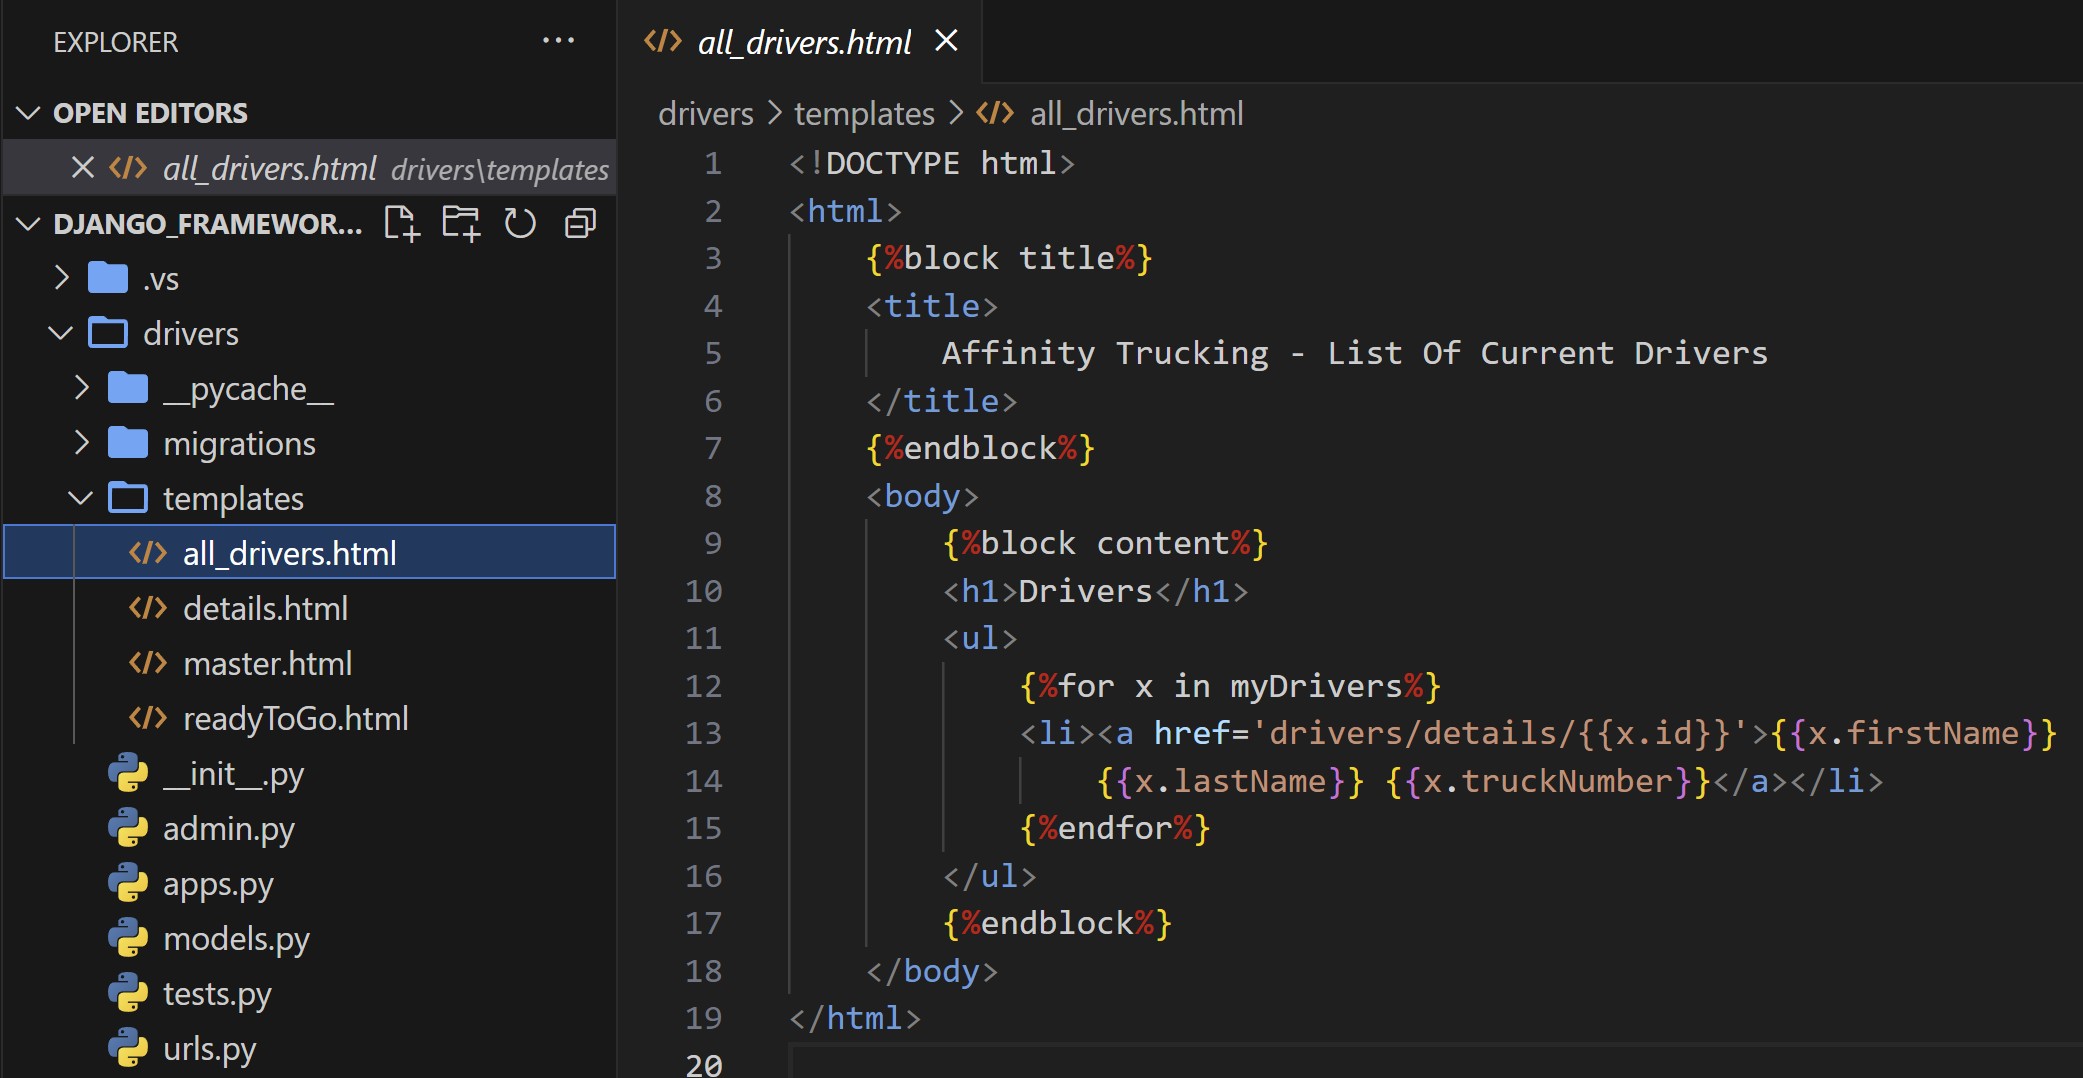 EXPLORER ...
OPEN EDITORS
all_drivers.html drivers\templates
DJANGO_FRAMEWOR...
.vs
drivers
__pycache__
migrations
templates
all_drivers.html
details.html
master.html
readyToGo.html
__init__.py
admin.py
apps.py
models.py
tests.py
urls.py
all_drivers.html
drivers > templates > all_drivers.html
1 <!DOCTYPE html>
2 <html>
3 {%block title%}
4 <title>
5 Affinity Trucking - List Of Current Drivers
6 </title>
7 {%endblock%}
8 <body>
9 {%block content%}
10 <h1>Drivers</h1>
11 <ul>
12 {%for x in myDrivers%}
13 <li><a href='drivers/details/{{x.id}}'>{{x.firstName}}
14 {{x.lastName}} {{x.truckNumber}}</a></li>
15 {%endfor%}
16 </ul>
17 {%endblock%}
18 </body>
19 </html>
20